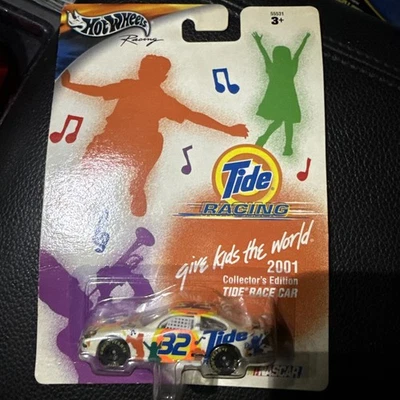 HOT WHEELS
Racing
55531
3+
Tide
RACING
give kids the world
2001
Collector's Edition
TIDE RACE CAR
32
Tide
NASCAR